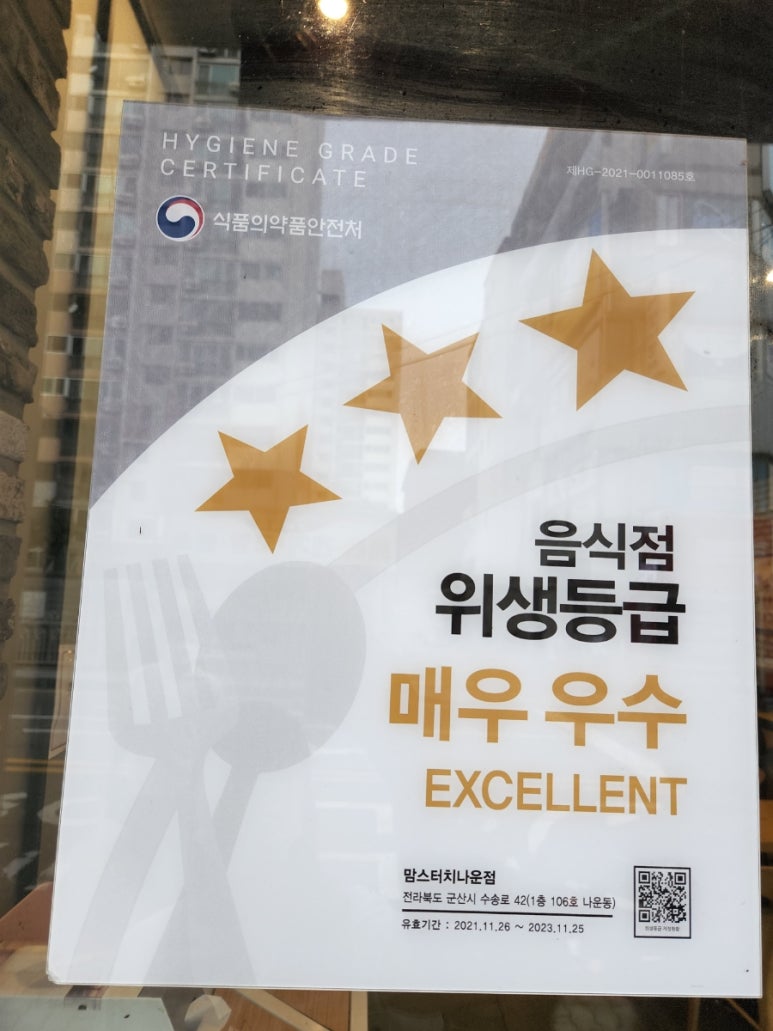 HYGIENE GRADE
CERTIFICATE
제HG-2021-0011085호
식품의약품안전처
음식점
위생등급
매우 우수
EXCELLENT
맘스터치나운점
전라북도 군산시 수송로 42(1층 106호 나운동)
유효기간 : 2021.11.26 ~ 2023.11.25